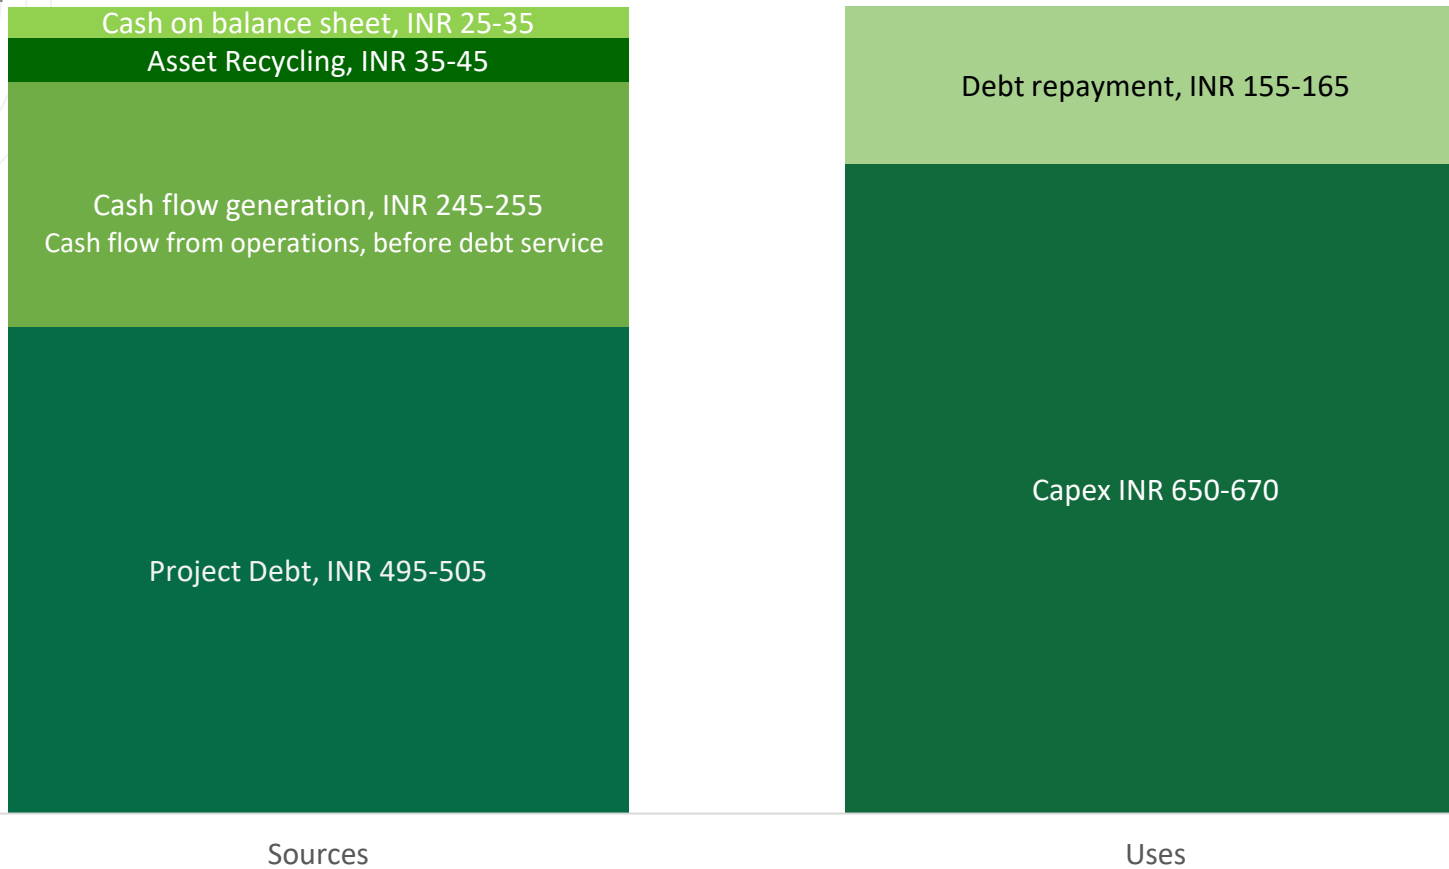 Cash on balance sheet, INR 25-35
Asset Recycling, INR 35-45
Cash flow generation, INR 245-255
Cash flow from operations, before debt service
Project Debt, INR 495-505
Sources
Debt repayment, INR 155-165
Capex INR 650-670
Uses